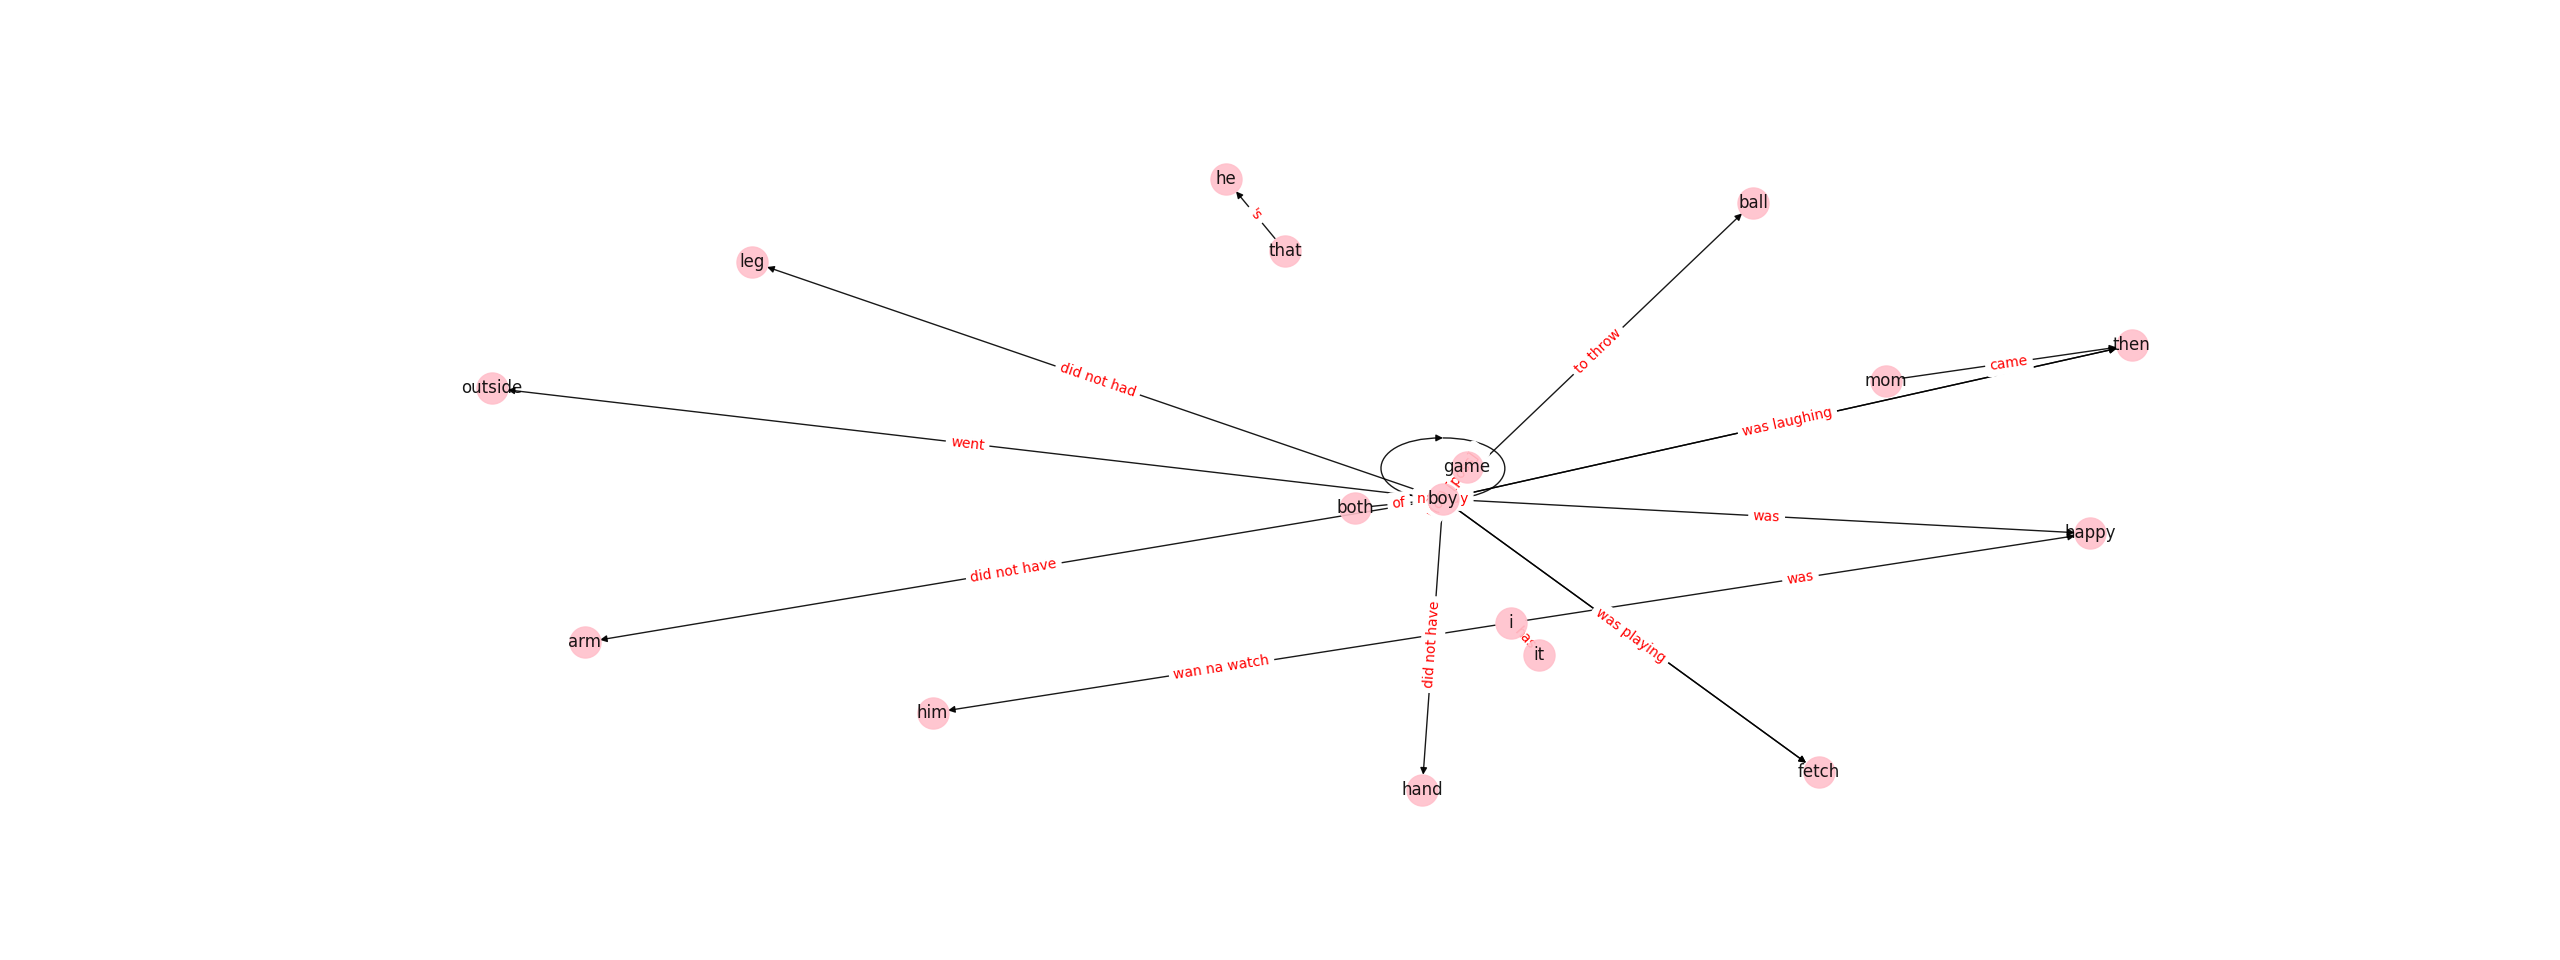 he
's
that
ball
leg
to throw
then
came
mom
did not had
outside
was laughing
went
game
boy
of
both
was
happy
did not have
was
arm
i
it
was playing
did not have
wan na watch
him
fetch
hand